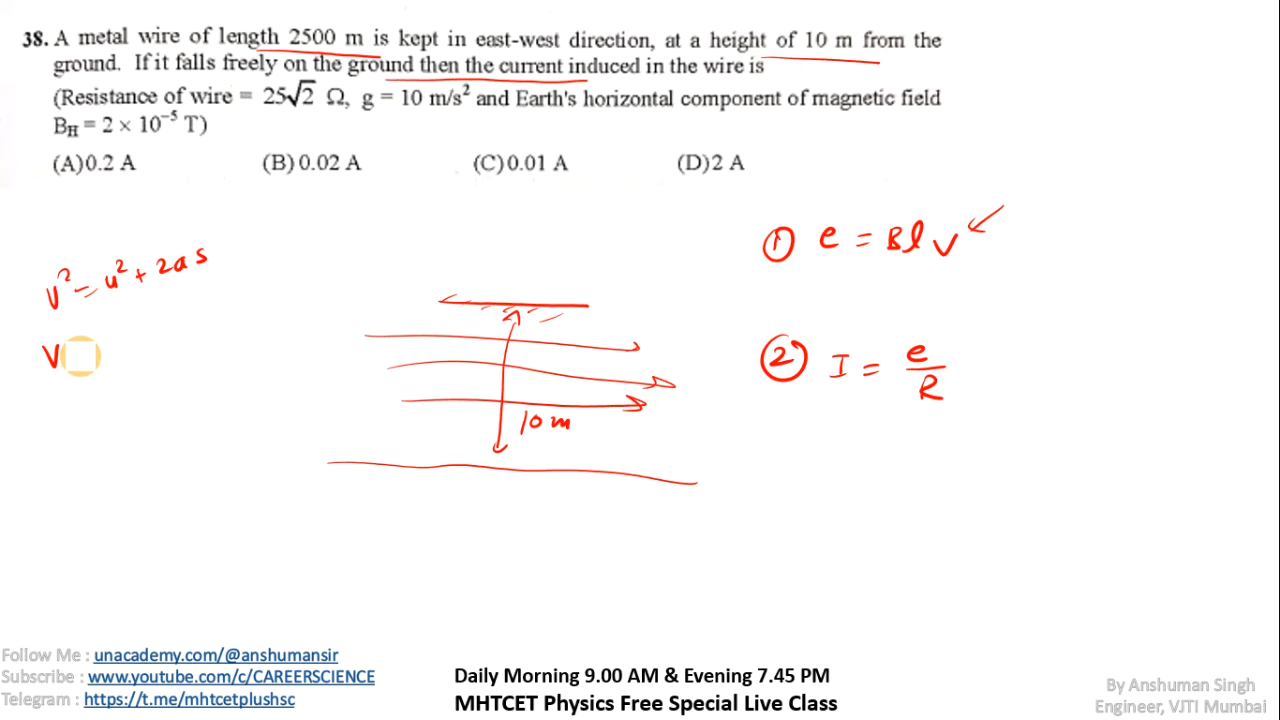 38. A metal wire of length 2500 m is kept in east-west direction, at a height of 10 m from the
ground. If it falls freely on the ground then the current induced in the wire is
(Resistance of wire = 25√2 Ω, g = 10 m/s² and Earth's horizontal component of magnetic field
B_H = 2 × 10⁻⁵ T)
(A) 0.2 A (B) 0.02 A (C) 0.01 A (D) 2 A
① e = Blv
v² = u² + 2as
v
② I = e/R
10 m
Follow Me : unacademy.com/@anshumansir
Subscribe : www.youtube.com/c/CAREERSCIENCE
Telegram : https://t.me/mhtcetplushsc
Daily Morning 9.00 AM & Evening 7.45 PM
MHTCET Physics Free Special Live Class
By Anshuman Singh
Engineer, VJTI Mumbai